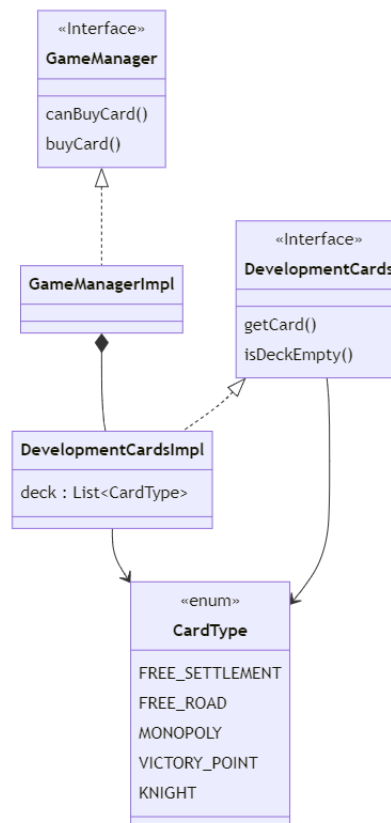 «Interface»
GameManager
canBuyCard()
buyCard()
«Interface»
DevelopmentCards
getCard()
isDeckEmpty()
GameManagerImpl
DevelopmentCardsImpl
deck : List<CardType>
«enum»
CardType
FREE_SETTLEMENT
FREE_ROAD
MONOPOLY
VICTORY_POINT
KNIGHT